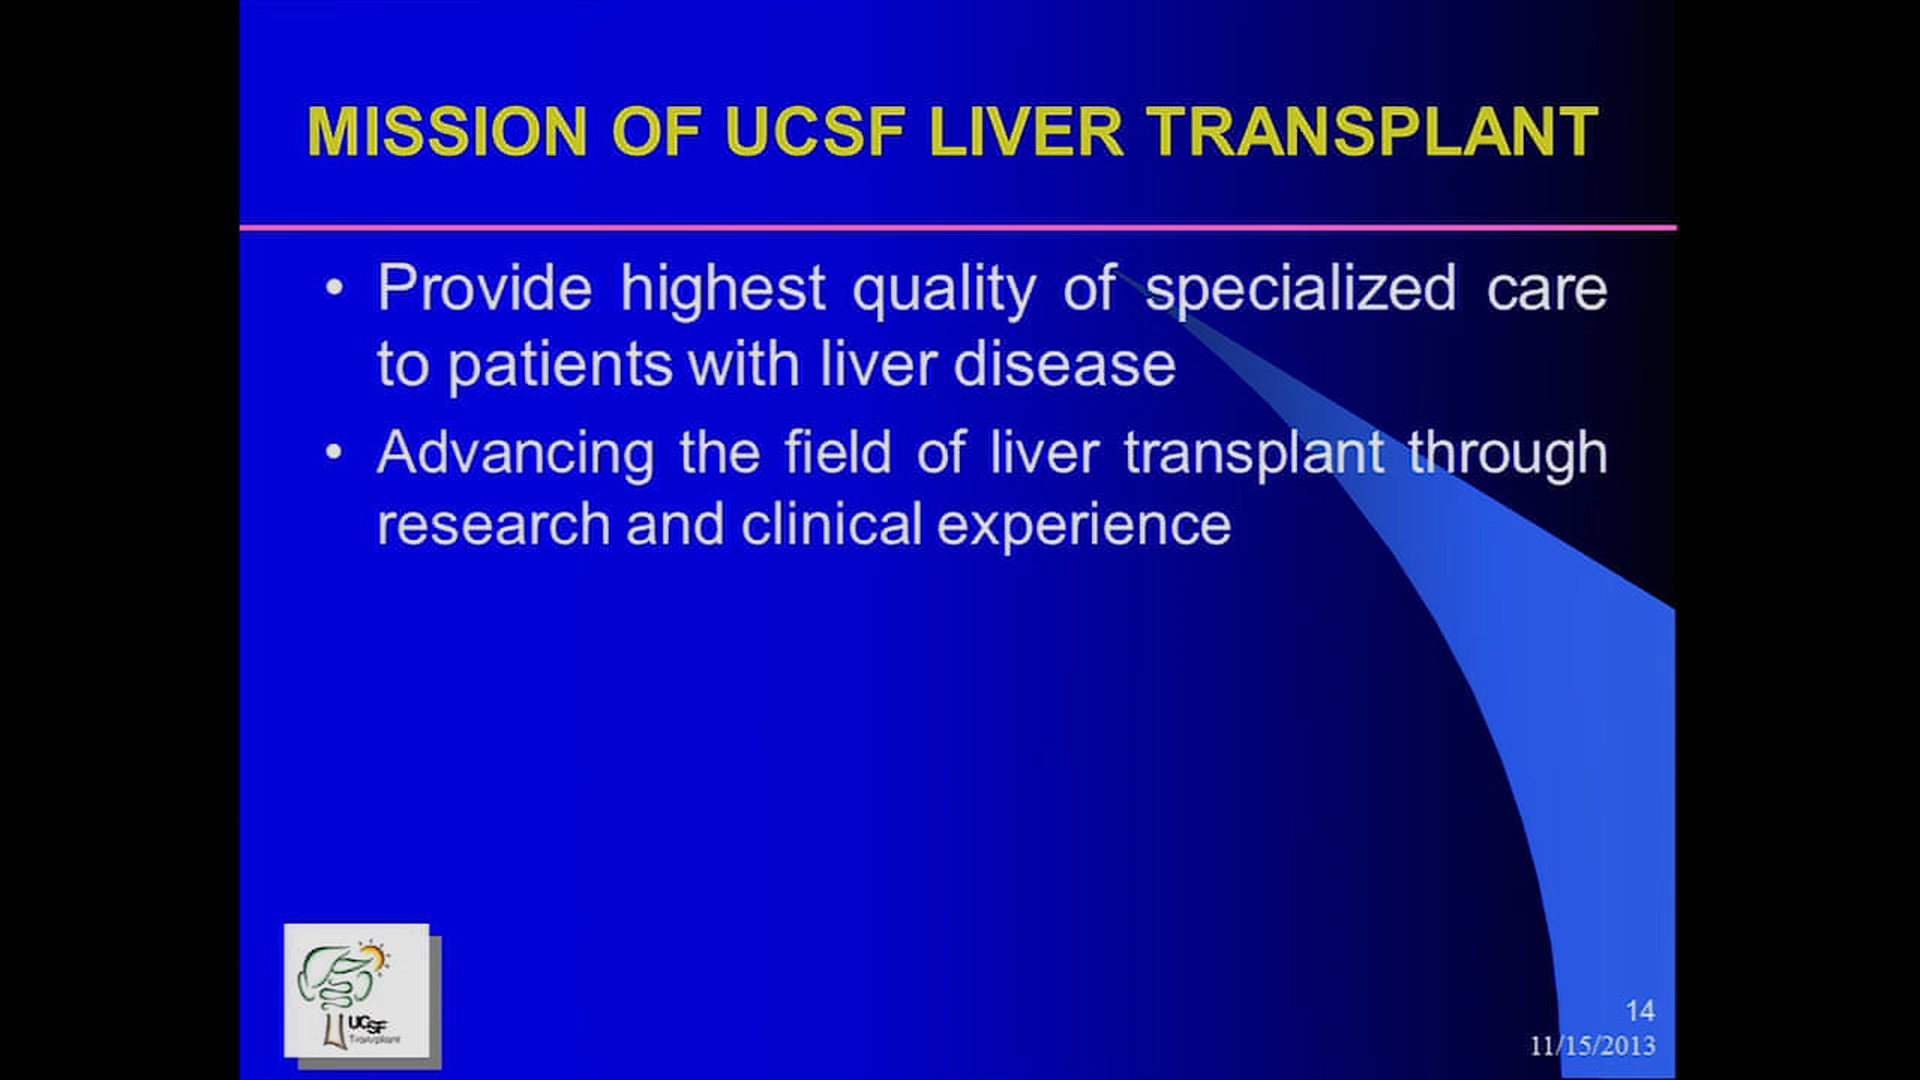 MISSION OF UCSF LIVER TRANSPLANT
• Provide highest quality of specialized care
to patients with liver disease
• Advancing the field of liver transplant through
research and clinical experience
UCSF
Transplant
14
11/15/2013